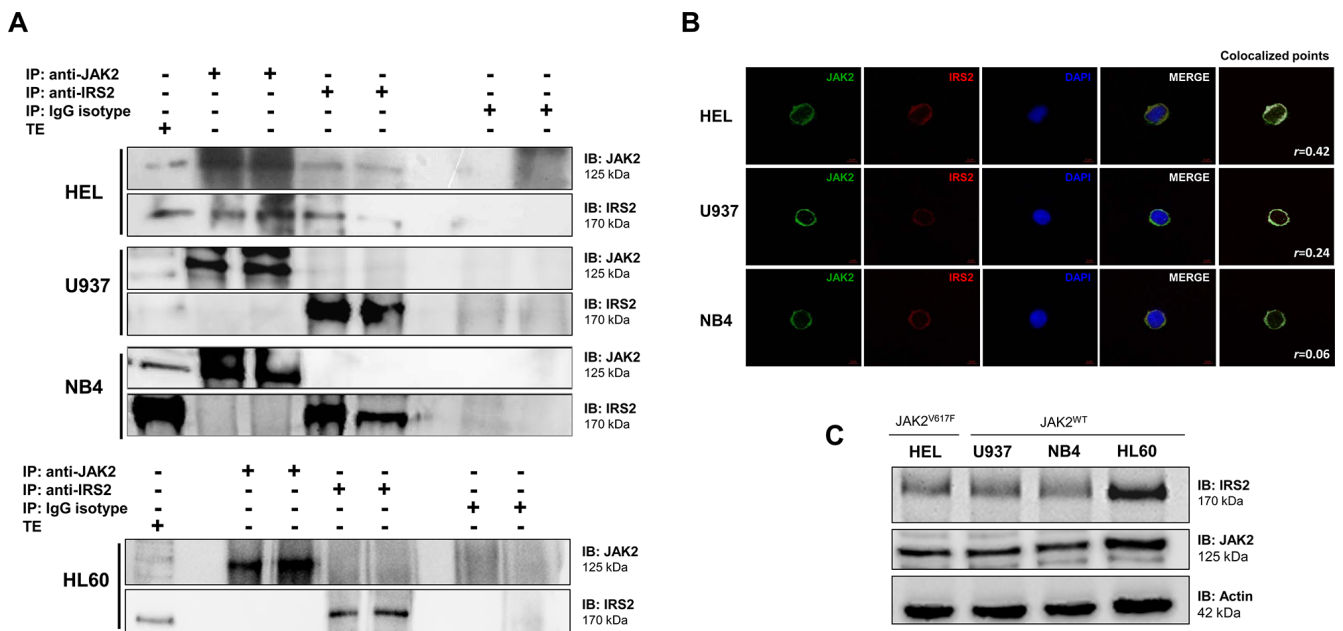 A
IP: anti-JAK2 - + + - - - -
IP: anti-IRS2 - - - + + - -
IP: IgG isotype - - - - - + +
TE + - - - - - -
HEL
IB: JAK2
125 kDa
IB: IRS2
170 kDa
U937
IB: JAK2
125 kDa
IB: IRS2
170 kDa
NB4
IB: JAK2
125 kDa
IB: IRS2
170 kDa
IP: anti-JAK2 - + + - - - -
IP: anti-IRS2 - - - + + - -
IP: IgG isotype - - - - - + +
TE + - - - - - -
HL60
IB: JAK2
125 kDa
IB: IRS2
170 kDa
B
Colocalized points
HEL JAK2 IRS2 DAPI MERGE
r=0.42
U937 JAK2 IRS2 DAPI MERGE
r=0.24
NB4 JAK2 IRS2 DAPI MERGE
r=0.06
C
JAK2V617F JAK2WT
HEL U937 NB4 HL60
IB: IRS2
170 kDa
IB: JAK2
125 kDa
IB: Actin
42 kDa